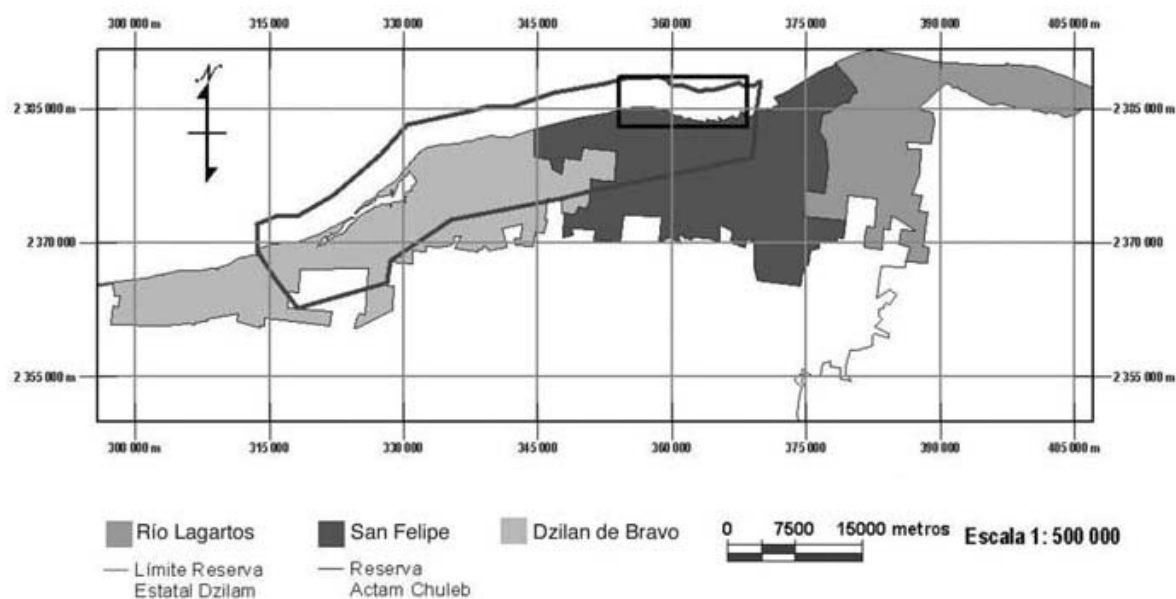 300 000 m 315 000 330 000 345 000 360 000 375 000 390 000 405 000 m
N
2 385 000 m 2 385 000 m
2 370 000 2 370 000
2 355 000 m 2 355 000 m
300 000 m 315 000 330 000 345 000 360 000 375 000 390 000 405 000 m
Río Lagartos San Felipe Dzilan de Bravo 0 7500 15000 metros Escala 1: 500 000
Límite Reserva
Estatal Dzilam
Reserva
Actam Chuleb